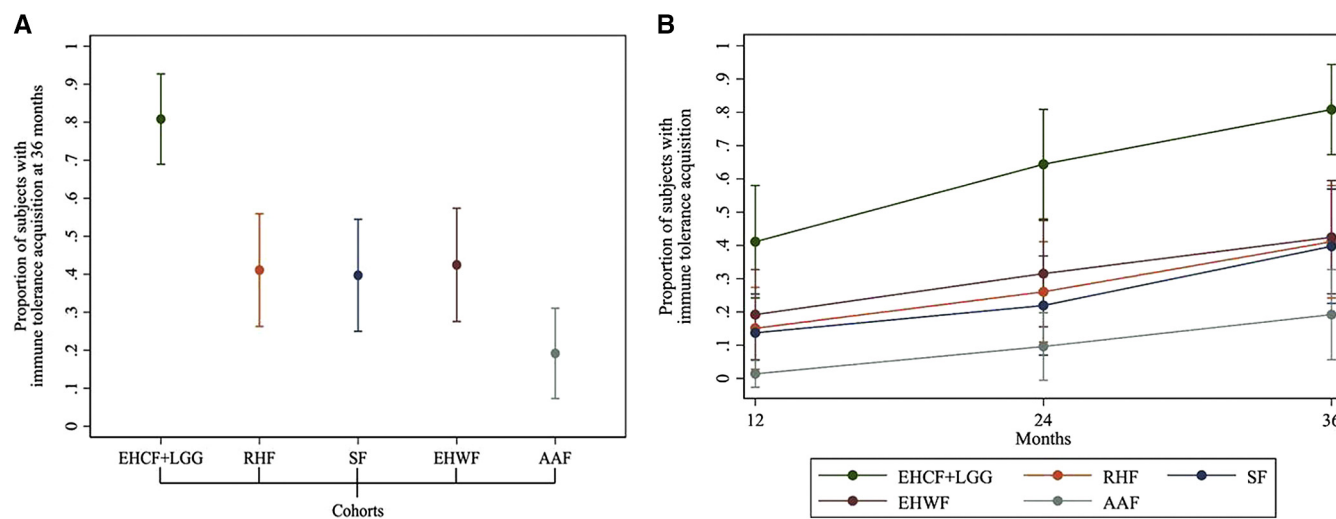 A
Proportion of subjects with
immune tolerance acquisition at 36 months
1
.9
.8
.7
.6
.5
.4
.3
.2
.1
0
EHCF+LGG RHF SF EHWF AAF
Cohorts
B
Proportion of subjects with
immune tolerance acquisition
1
.9
.8
.7
.6
.5
.4
.3
.2
.1
0
12 24 36
Months
EHCF+LGG RHF SF
EHWF AAF